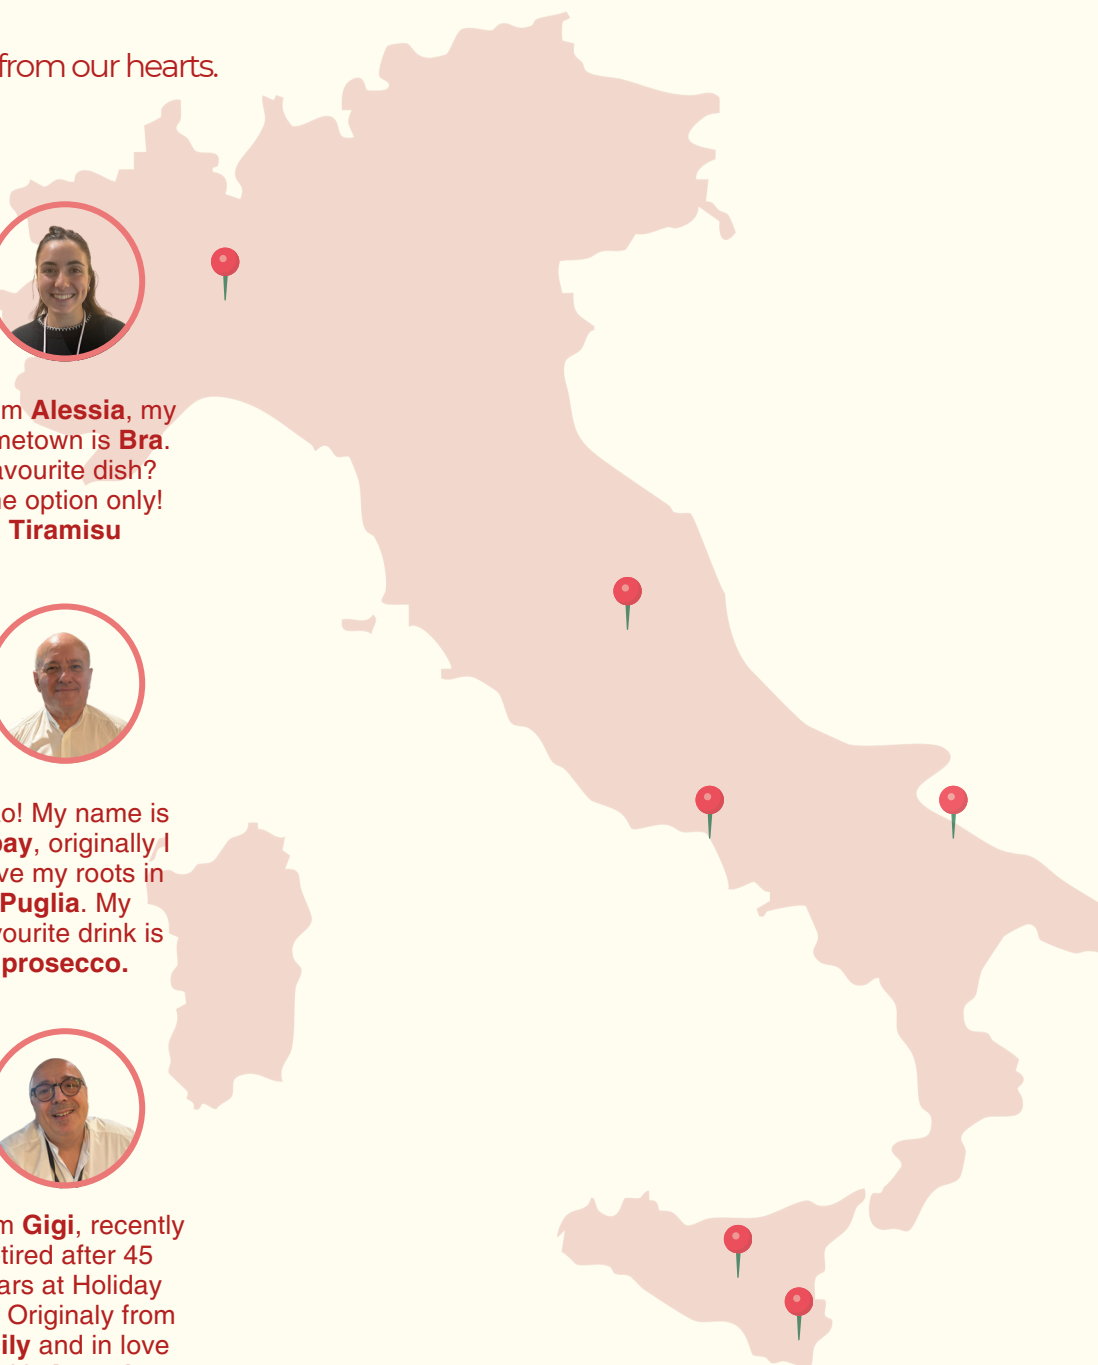 from our hearts.
m Alessia, my
metown is Bra.
avourite dish?
e option only!
Tiramisu
o! My name is
ay, originally I
ve my roots in
Puglia. My
ourite drink is
prosecco.
m Gigi, recently
tired after 45
ars at Holiday
Originaly from
ily and in love